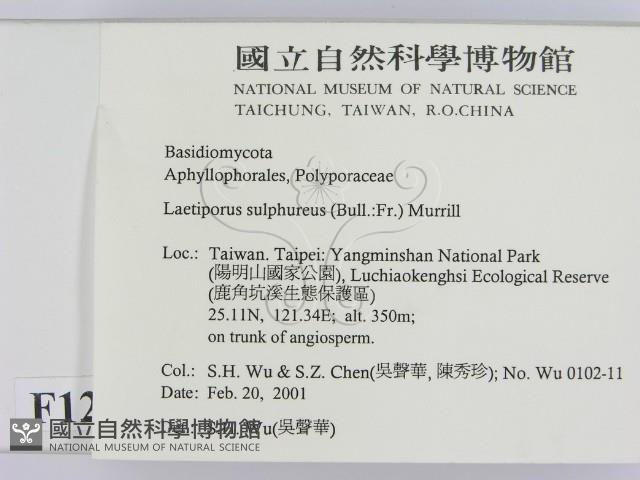 國立自然科學博物館
NATIONAL MUSEUM OF NATURAL SCIENCE
TAICHUNG, TAIWAN, R.O.CHINA
Basidiomycota
Aphyllophorales, Polyporaceae
Laetiporus sulphureus (Bull.:Fr.) Murrill
Loc.: Taiwan. Taipei: Yangminshan National Park
(陽明山國家公園), Luchiaokenghsi Ecological Reserve
(鹿角坑溪生態保護區)
25.11N, 121.34E; alt. 350m;
on trunk of angiosperm.
Col.: S.H. Wu & S.Z. Chen(吳聲華, 陳秀珍); No. Wu 0102-11
Date: Feb. 20, 2001
Wu(吳聲華)
F12
國立自然科學博物館
NATIONAL MUSEUM OF NATURAL SCIENCE